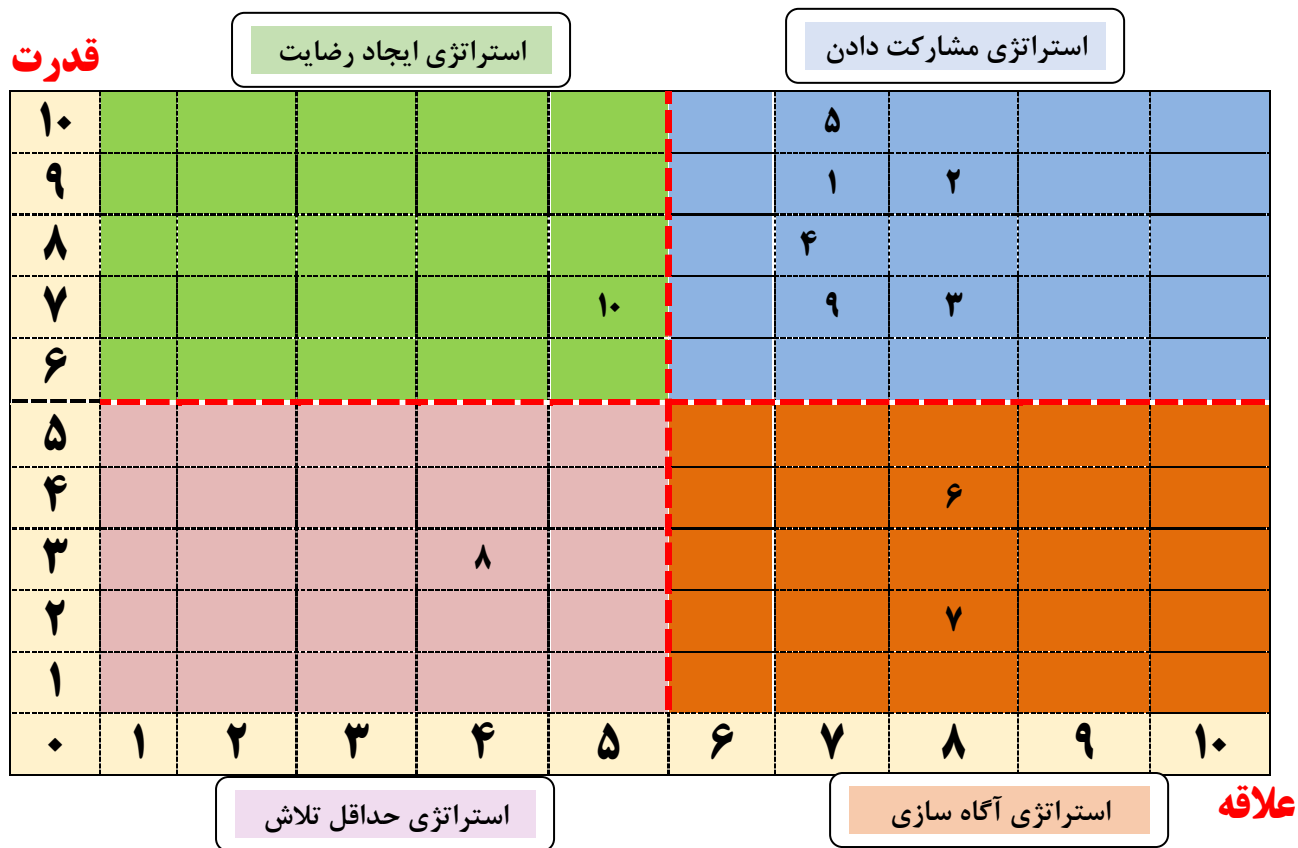 استراتژی مشارکت دادن
استراتژی ایجاد رضایت
قدرت
۱۰ ۵
۹ ۱ ۲
۸ ۴
۷ ۱۰ ۹ ۳
۶
۵
۴ ۶
۳ ۸
۲ ۷
۱
۰ ۱ ۲ ۳ ۴ ۵ ۶ ۷ ۸ ۹ ۱۰
علاقه
استراتژی آگاه سازی
استراتژی حداقل تلاش